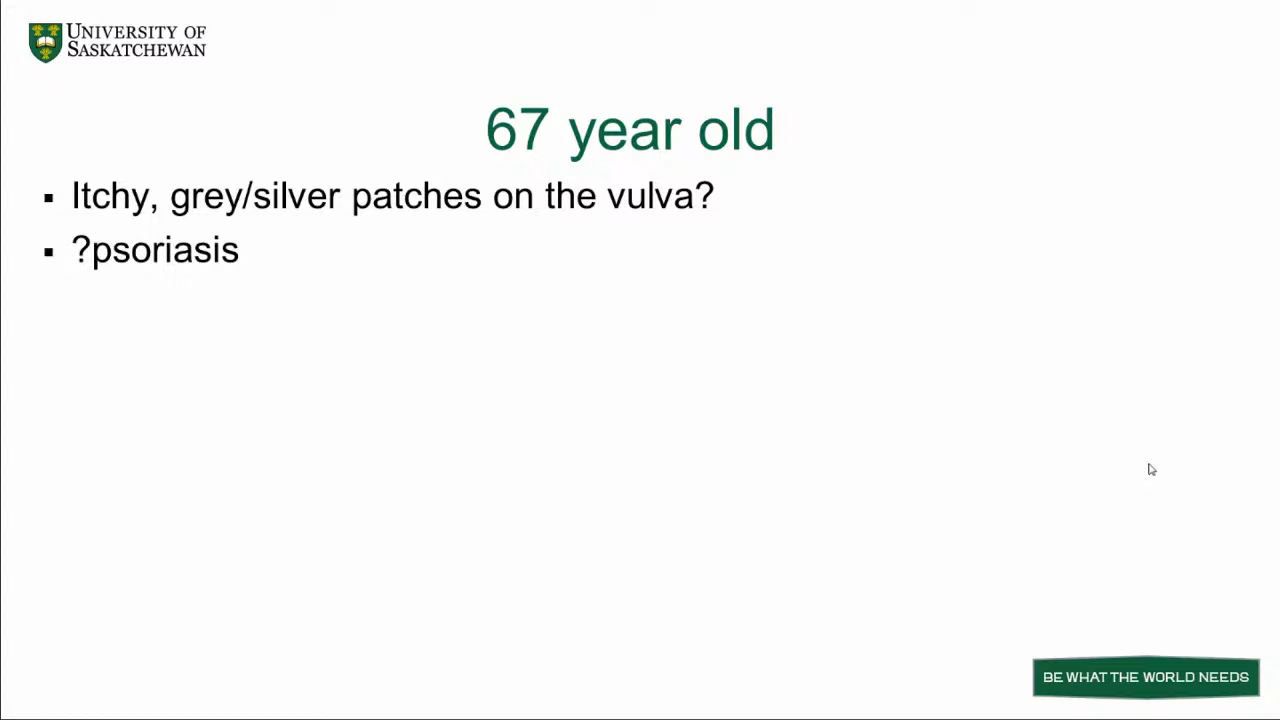 UNIVERSITY OF
SASKATCHEWAN
67 year old
▪ Itchy, grey/silver patches on the vulva?
▪ ?psoriasis
BE WHAT THE WORLD NEEDS